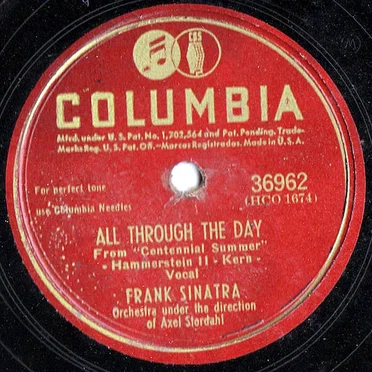 CBS
COLUMBIA
Mfrd. under U.S. Pat. No. 1,702,564 and Pat. Pending. Trade-
Marks Reg. U.S. Pat. Off.-Marcas Registradas. Made in U.S.A.
For perfect tone
use Columbia Needles
36962
(HCO 1674)
ALL THROUGH THE DAY
From "Centennial Summer"
- Hammerstein II - Kern -
Vocal
FRANK SINATRA
Orchestra under the direction
of Axel Stordahl